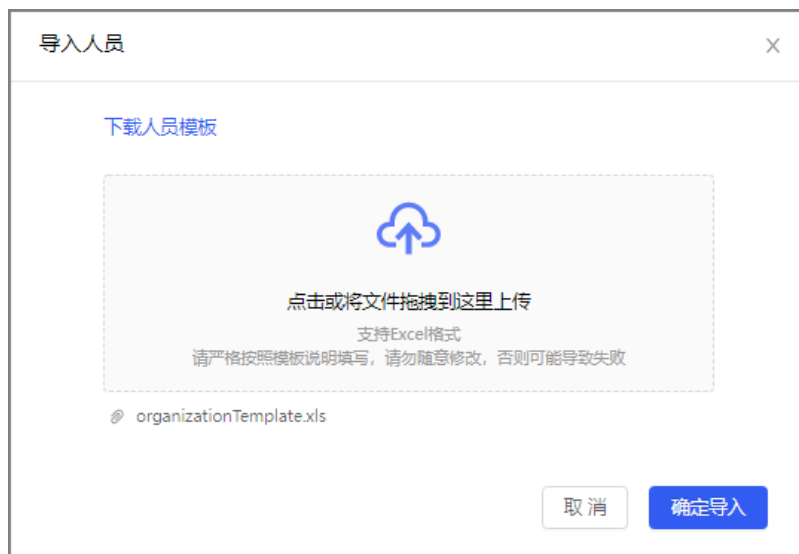 导入人员
下载人员模板
点击或将文件拖拽到这里上传
支持Excel格式
请严格按照模板说明填写，请勿随意修改，否则可能导致失败
organizationTemplate.xls
取 消
确定导入